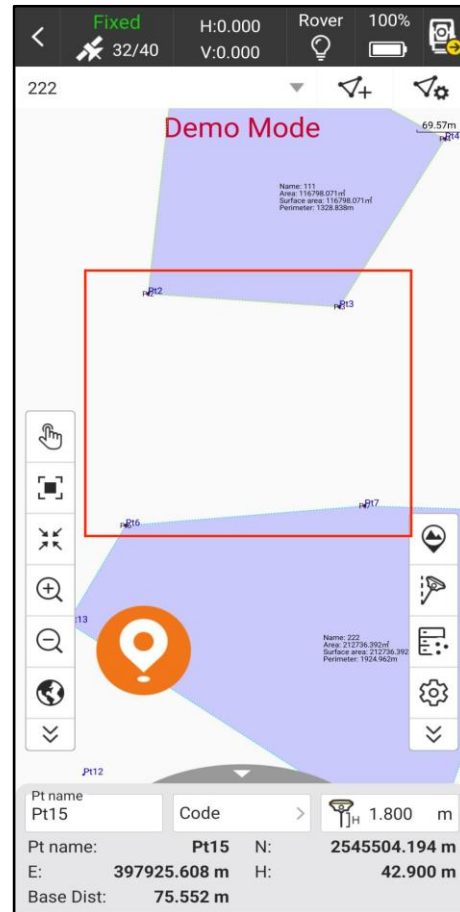 Fixed H:0.000 Rover 100%
32/40 V:0.000
222
Demo Mode
69.57m
Pt4
Name: 111
Area: 116798.071㎡
Surface area: 116798.071㎡
Perimeter: 1328.838m
Pt2
Pt3
Pt7
Pt6
t13
Name: 222
Area: 212736.392㎡
Surface area: 212736.392
Perimeter: 1924.962m
Pt12
Pt name
Pt15 Code H 1.800 m
Pt name: Pt15 N: 2545504.194 m
E: 397925.608 m H: 42.900 m
Base Dist: 75.552 m